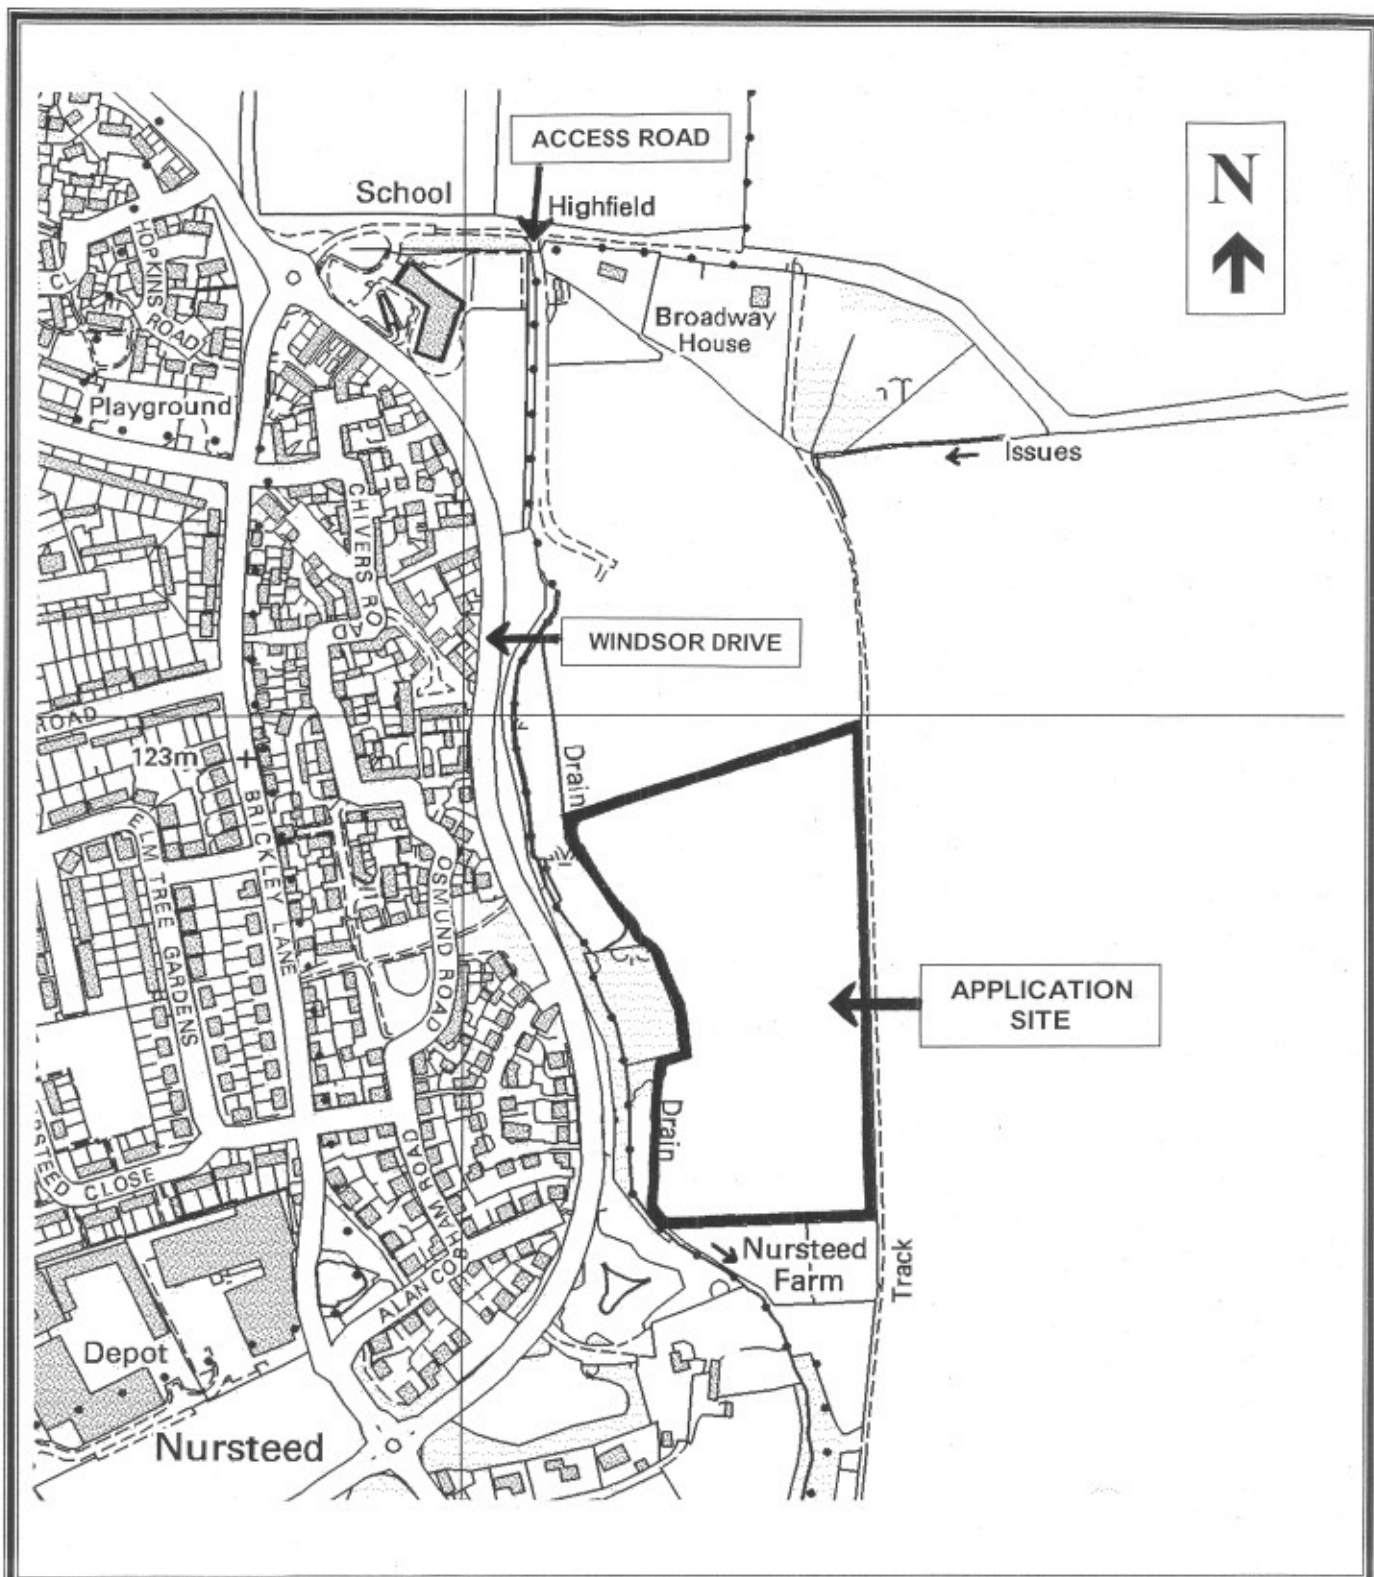 ACCESS ROAD
N
School
Highfield
HOPKINS
ROAD
Broadway
House
Playground
Issues
CHIVERS ROAD
WINDSOR DRIVE
ROAD
123m
Drain
BRICKLEY LANE
ELM TREE GARDENS
OSMUND ROAD
APPLICATION
SITE
Drain
CLOSE
ALAN COBHAM ROAD
Nursteed
Farm
Track
Depot
Nursteed